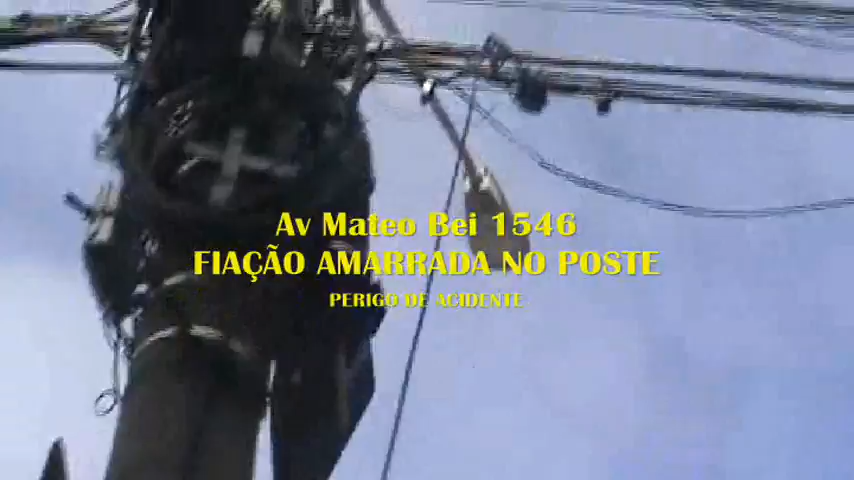 Av Mateo Bei 1546
FIAÇÃO AMARRADA NO POSTE
PERIGO DE ACIDENTE